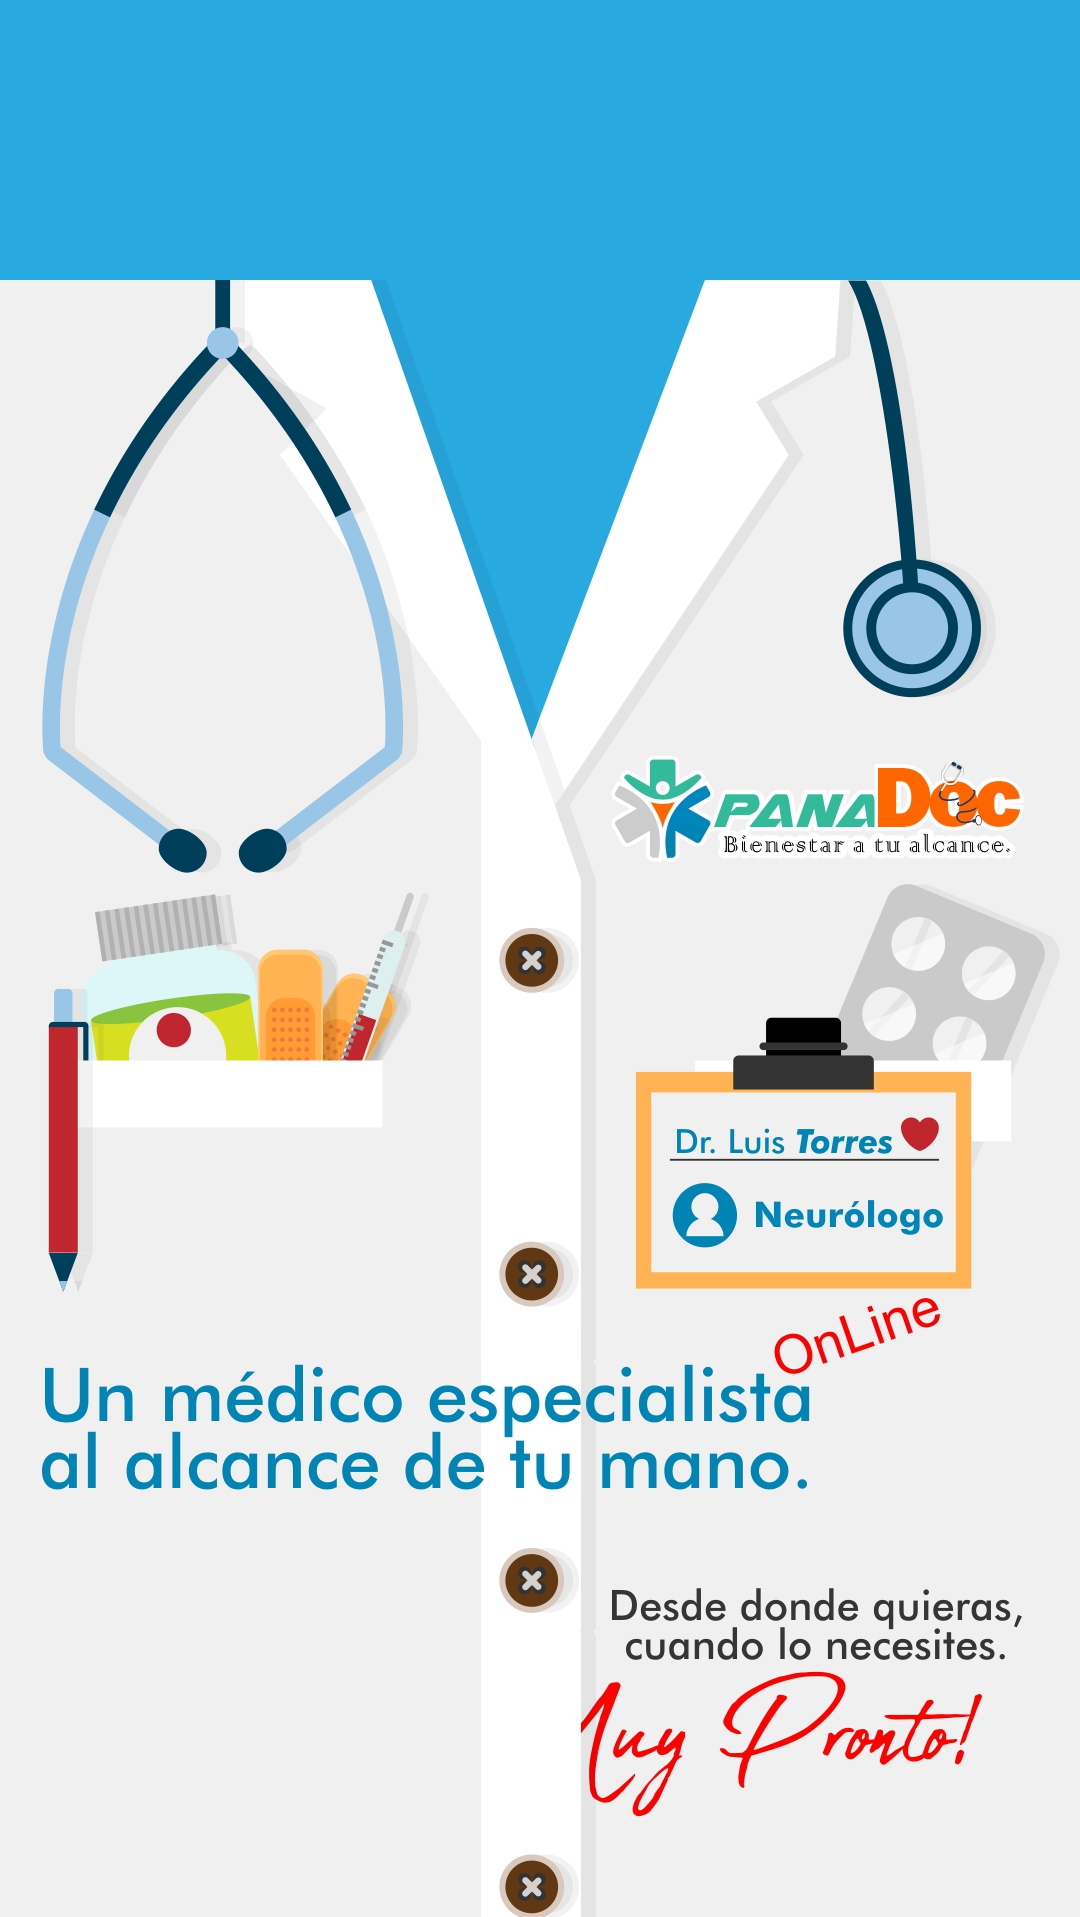 PANADoc
Bienestar a tu alcance.
Dr. Luis Torres
Neurólogo
OnLine
Un médico especialista
al alcance de tu mano.
Desde donde quieras,
cuando lo necesites.
Muy Pronto!